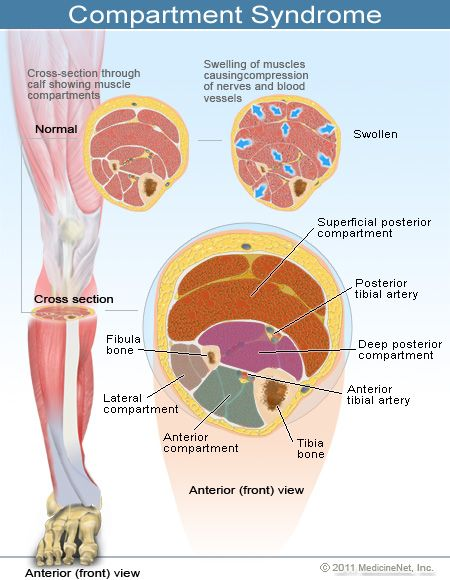 Compartment Syndrome
Cross-section through
calf showing muscle
compartments
Swelling of muscles
causingcompression
of nerves and blood
vessels
Normal
Swollen
Superficial posterior
compartment
Posterior
tibial artery
Cross section
Fibula
bone
Deep posterior
compartment
Lateral
compartment
Anterior
tibial artery
Anterior
compartment
Tibia
bone
Anterior (front) view
© 2011 MedicineNet, Inc.
Anterior (front) view